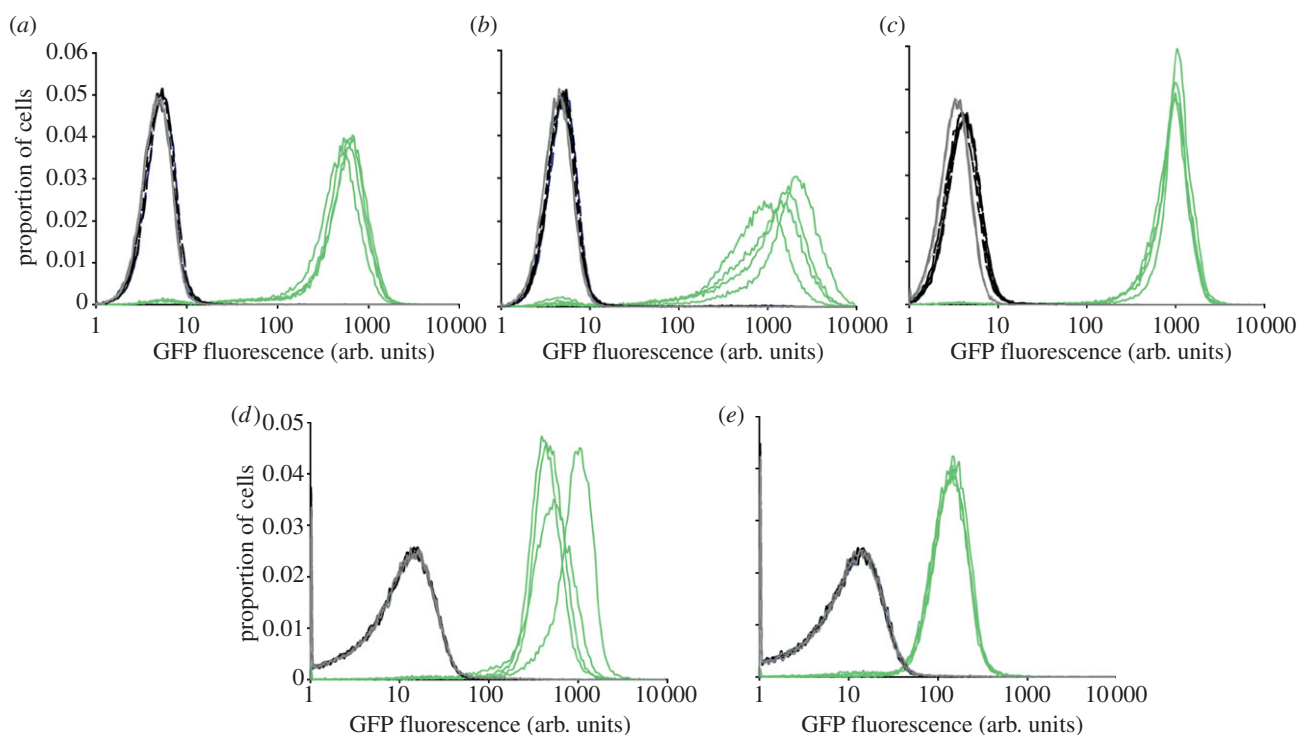 (a) (b) (c)
0.06
0.05
0.04
0.03
0.02
0.01
0
proportion of cells
1 10 100 1000 10 000 1 10 100 1000 10 000 1 10 100 1000 10 000
GFP fluorescence (arb. units) GFP fluorescence (arb. units) GFP fluorescence (arb. units)
(d) (e)
0.05
0.04
0.03
0.02
0.01
0
proportion of cells
1 10 100 1000 10 000 1 10 100 1000 10 000
GFP fluorescence (arb. units) GFP fluorescence (arb. units)